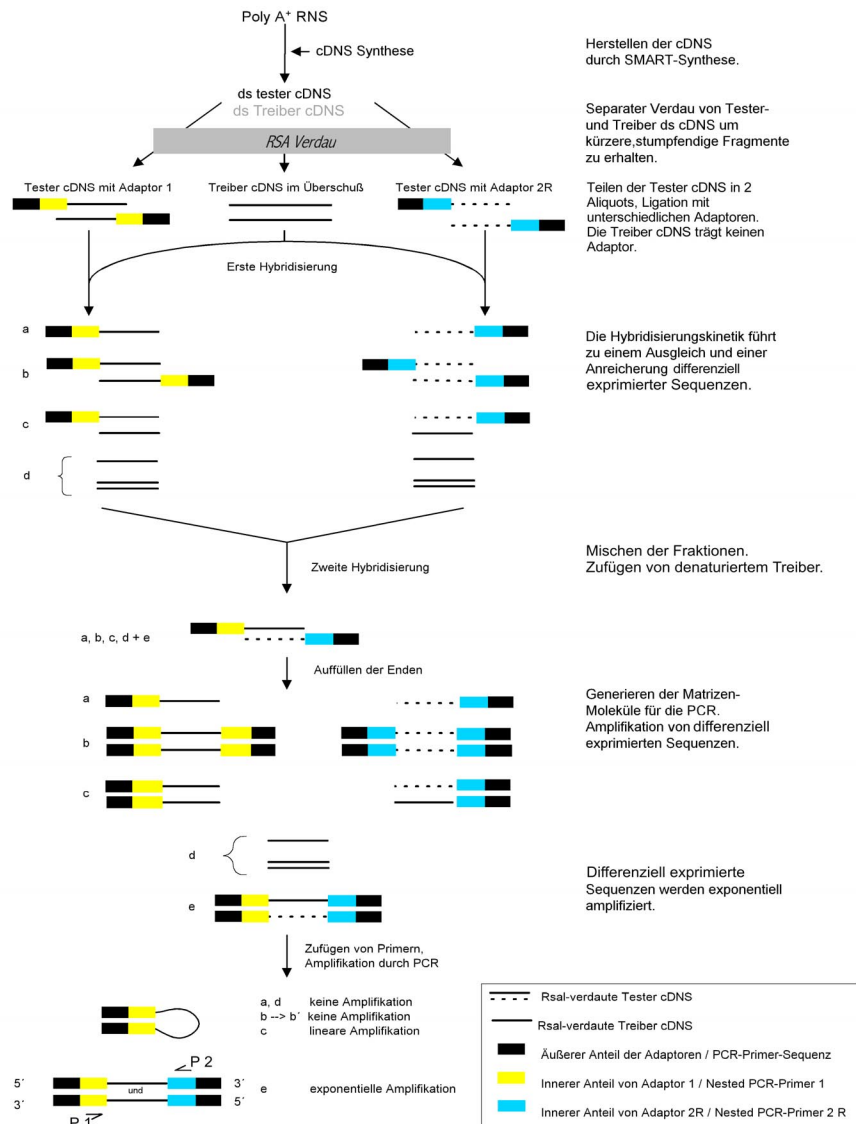 Poly A⁺ RNS
cDNS Synthese
Herstellen der cDNS
durch SMART-Synthese.
ds tester cDNS
ds Treiber cDNS
RSA Verdau
Separater Verdau von Tester-
und Treiber ds cDNS um
kürzere,stumpfendige Fragmente
zu erhalten.
Tester cDNS mit Adaptor 1
Treiber cDNS im Überschuß
Tester cDNS mit Adaptor 2R
Teilen der Tester cDNS in 2
Aliquots, Ligation mit
unterschiedlichen Adaptoren.
Die Treiber cDNS trägt keinen
Adaptor.
Erste Hybridisierung
a
b
c
d
Die Hybridisierungskinetik führt
zu einem Ausgleich und einer
Anreicherung differenziell
exprimierter Sequenzen.
Zweite Hybridisierung
Mischen der Fraktionen.
Zufügen von denaturiertem Treiber.
a, b, c, d + e
Auffüllen der Enden
a
b
c
Generieren der Matrizen-
Moleküle für die PCR.
Amplifikation von differenziell
exprimierten Sequenzen.
d
e
Differenziell exprimierte
Sequenzen werden exponentiell
amplifiziert.
Zufügen von Primern,
Amplifikation durch PCR
a, d keine Amplifikation
b --> b´ keine Amplifikation
c lineare Amplifikation
P 2
5´ 3´
und
3´ 5´
P 1
e exponentielle Amplifikation
RsaI-verdaute Tester cDNS
RsaI-verdaute Treiber cDNS
Äußerer Anteil der Adaptoren / PCR-Primer-Sequenz
Innerer Anteil von Adaptor 1 / Nested PCR-Primer 1
Innerer Anteil von Adaptor 2R / Nested PCR-Primer 2 R